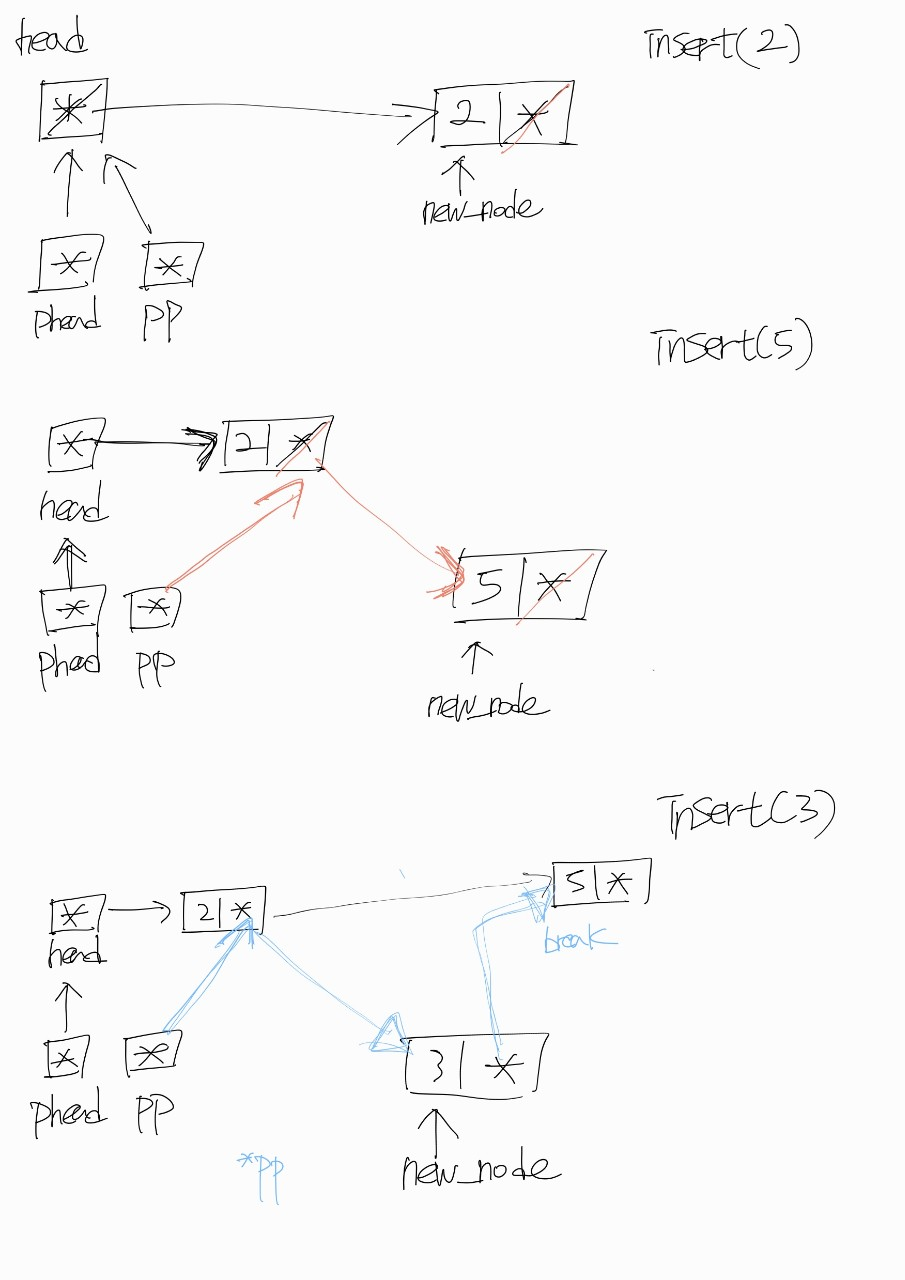 head
Insert(2)
*
2 *
new_node
* *
phead pp
Insert(5)
* 2 *
head
5 *
* *
phead pp
new_node
Insert(3)
5 *
* 2 *
break
head
* * 3 *
phead pp
*pp
new_node